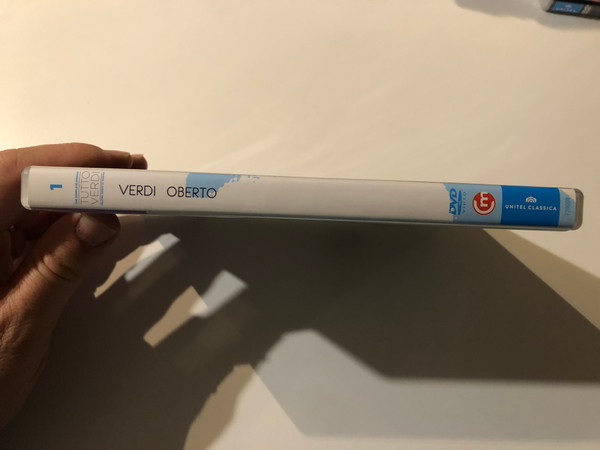 1
TUTTO
VERDI
VERDI OBERTO
DVD
m
UNITEL CLASSICA